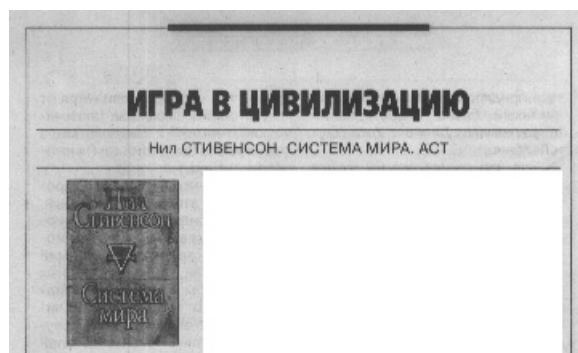 ИГРА В ЦИВИЛИЗАЦИЮ
Нил СТИВЕНСОН. СИСТЕМА МИРА. АСТ
Нил
Стивенсон
Система
мира